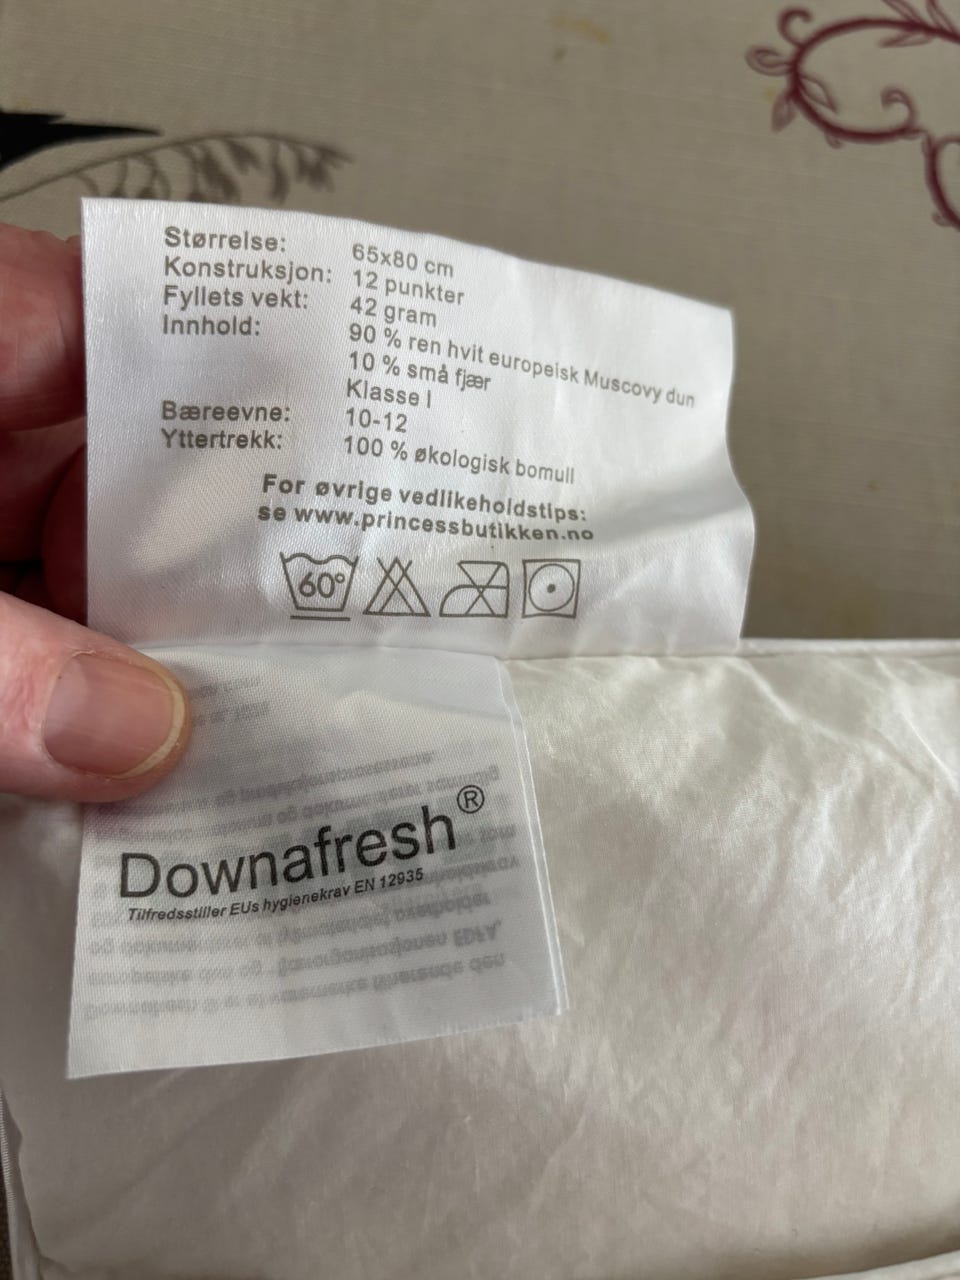 Størrelse: 65x80 cm
Konstruksjon: 12 punkter
Fyllets vekt: 42 gram
Innhold: 90 % ren hvit europeisk Muscovy dun
10 % små fjær
Klasse I
Bæreevne: 10-12
Yttertrekk: 100 % økologisk bomull
For øvrige vedlikeholdstips:
se www.princessbutikken.no
60°
Downafresh®
Tilfredsstiller EUs hygienekrav EN 12935